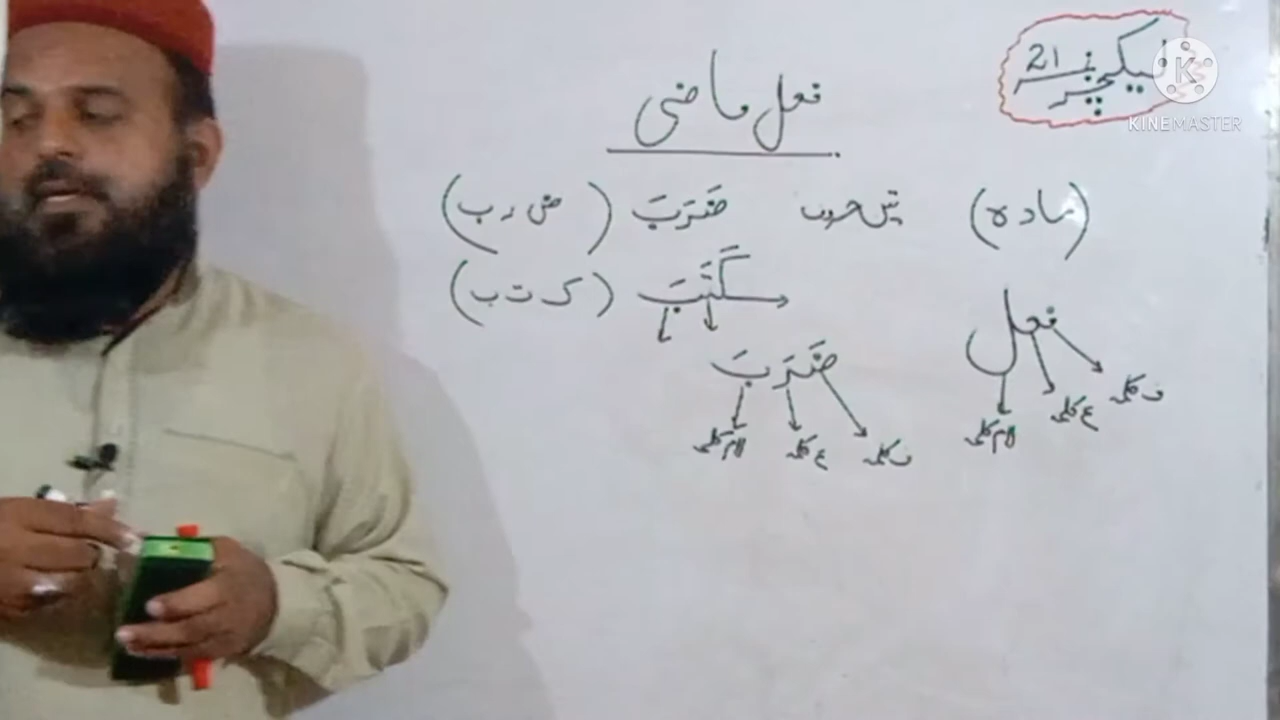 لیکچر نمبر 21
KINEMASTER
فعل ماضی
(مادہ) تین حروف ضَرَبَ (ض ر ب)
كَتَبَ (ک ت ب)
فعل
ف کلمہ
ع کلمہ
لام کلمہ
ضَرَبَ
ف کلمہ
ع کلمہ
لام کلمہ